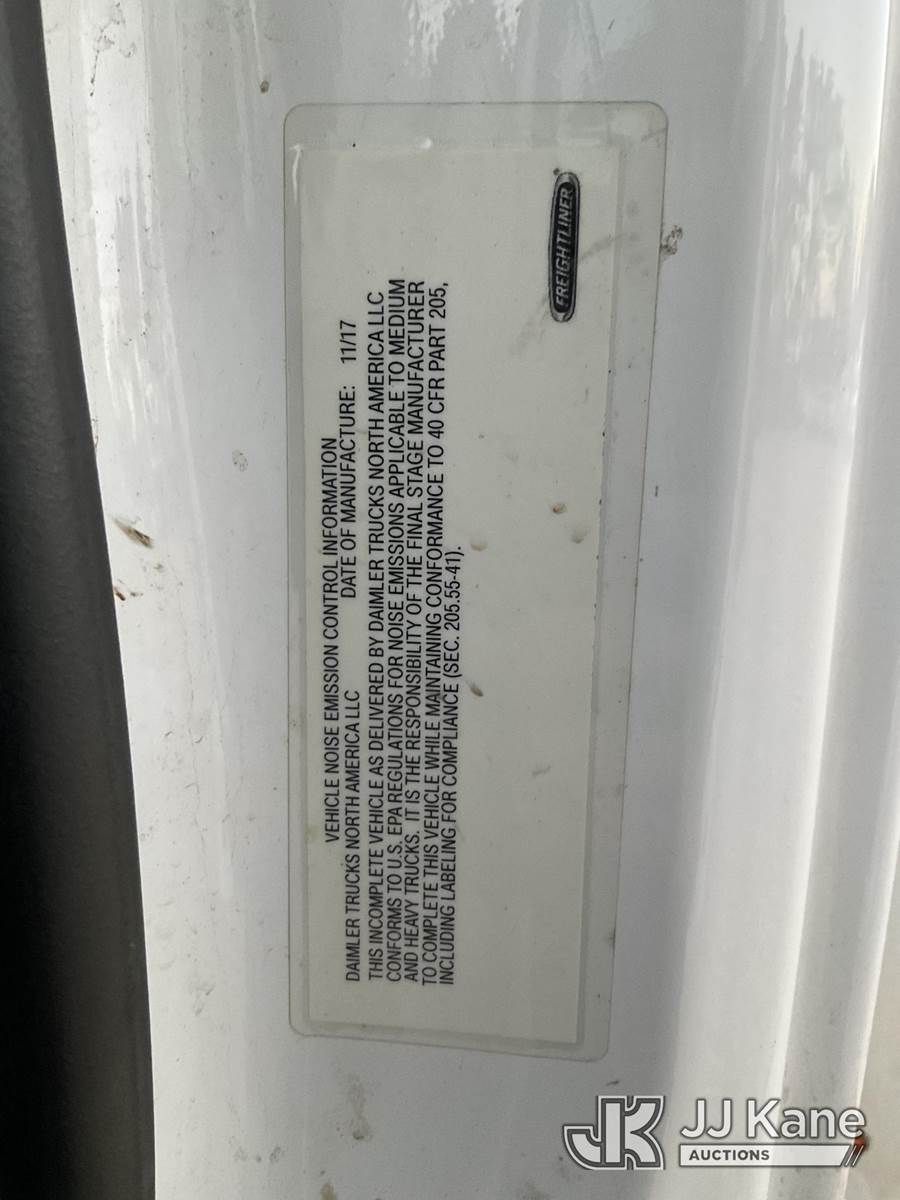 VEHICLE NOISE EMISSION CONTROL INFORMATION
DAIMLER TRUCKS NORTH AMERICA LLC DATE OF MANUFACTURE: 11/17
THIS INCOMPLETE VEHICLE AS DELIVERED BY DAIMLER TRUCKS NORTH AMERICA LLC
CONFORMS TO U.S. EPA REGULATIONS FOR NOISE EMISSIONS APPLICABLE TO MEDIUM
AND HEAVY TRUCKS. IT IS THE RESPONSIBILITY OF THE FINAL STAGE MANUFACTURER
TO COMPLETE THIS VEHICLE WHILE MAINTAINING CONFORMANCE TO 40 CFR PART 205,
INCLUDING LABELING FOR COMPLIANCE (SEC. 205.55-41).
FREIGHTLINER
JK JJ Kane
AUCTIONS